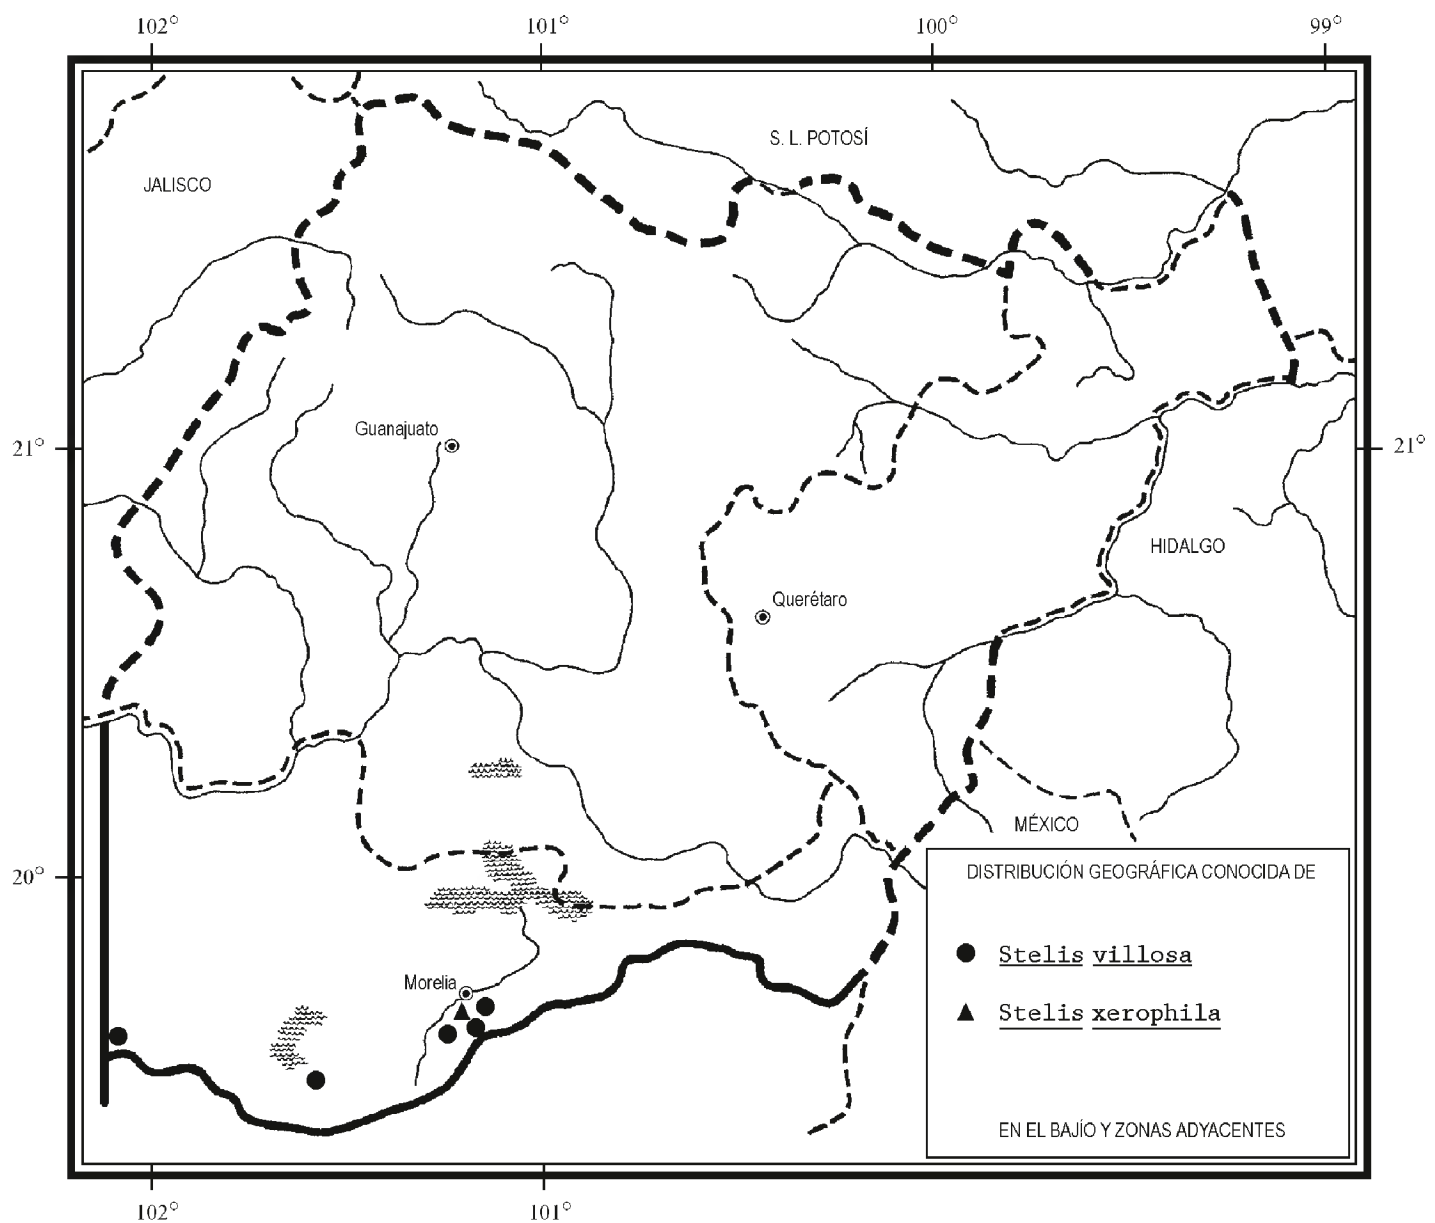 102° 101° 100° 99°
S. L. POTOSÍ
JALISCO
Guanajuato
21° 21°
HIDALGO
Querétaro
MÉXICO
20°
DISTRIBUCIÓN GEOGRÁFICA CONOCIDA DE
Stelis villosa
Morelia
Stelis xerophila
EN EL BAJÍO Y ZONAS ADYACENTES
102° 101°